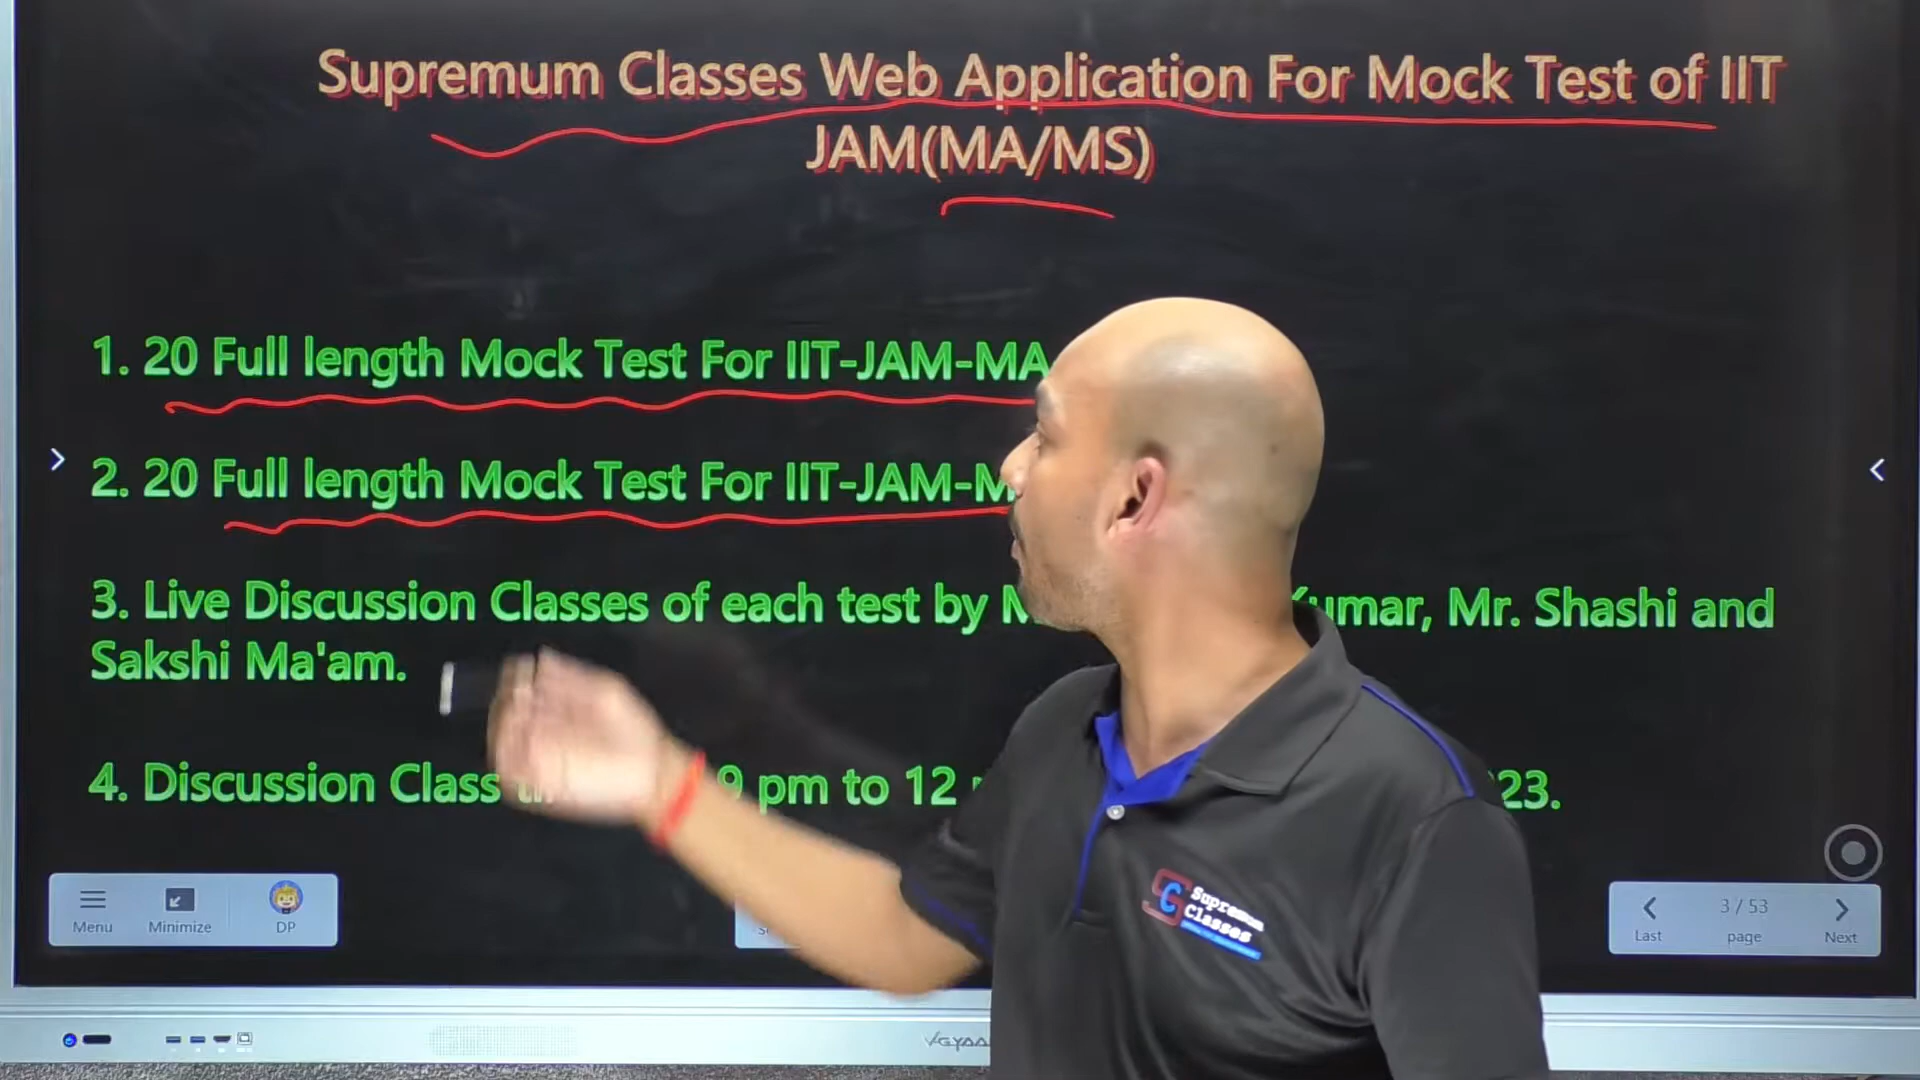 Supremum Classes Web Application For Mock Test of IIT
JAM(MA/MS)
1. 20 Full length Mock Test For IIT-JAM-MA
2. 20 Full length Mock Test For IIT-JAM-M
3. Live Discussion Classes of each test by Kumar, Mr. Shashi and
Sakshi Ma'am.
4. Discussion Class 9 pm to 12 23.
Supremum
Classes
Menu Minimize DP
3 / 53
Last page Next